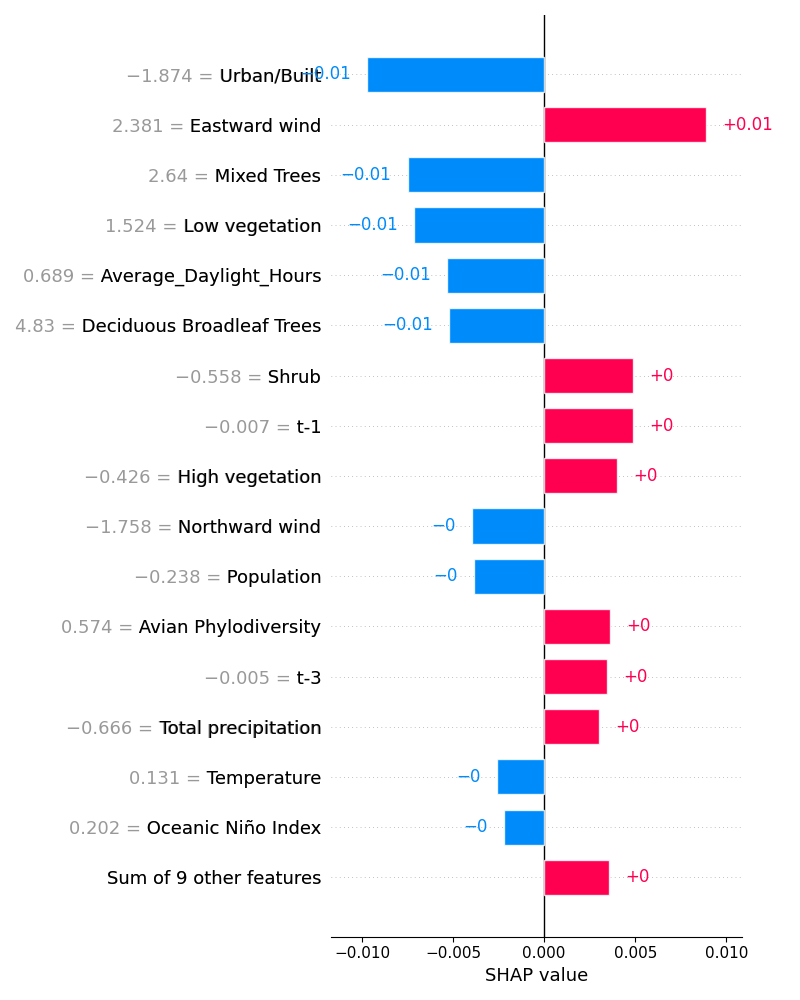 −1.874 = Urban/Built −0.01
2.381 = Eastward wind +0.01
2.64 = Mixed Trees −0.01
1.524 = Low vegetation −0.01
0.689 = Average_Daylight_Hours −0.01
4.83 = Deciduous Broadleaf Trees −0.01
−0.558 = Shrub +0
−0.007 = t-1 +0
−0.426 = High vegetation +0
−1.758 = Northward wind −0
−0.238 = Population −0
0.574 = Avian Phylodiversity +0
−0.005 = t-3 +0
−0.666 = Total precipitation +0
0.131 = Temperature −0
0.202 = Oceanic Niño Index −0
Sum of 9 other features +0
−0.010 −0.005 0.000 0.005 0.010
SHAP value